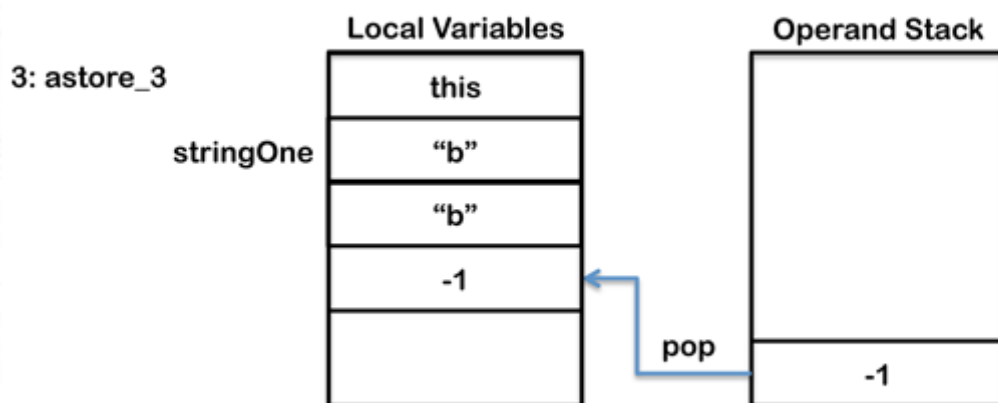 Local Variables
Operand Stack
3: astore_3
this
stringOne
“b”
“b”
-1
pop
-1